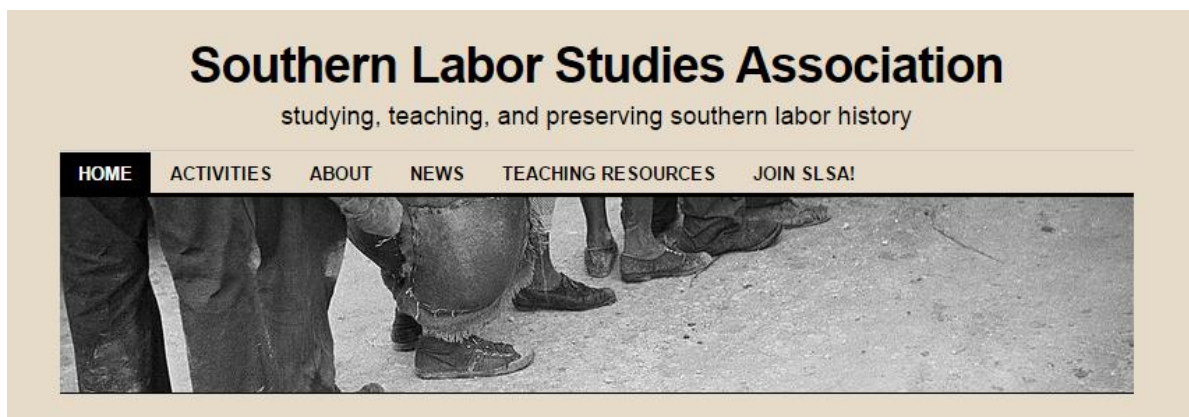 Southern Labor Studies Association
studying, teaching, and preserving southern labor history
HOME ACTIVITIES ABOUT NEWS TEACHING RESOURCES JOIN SLSA!